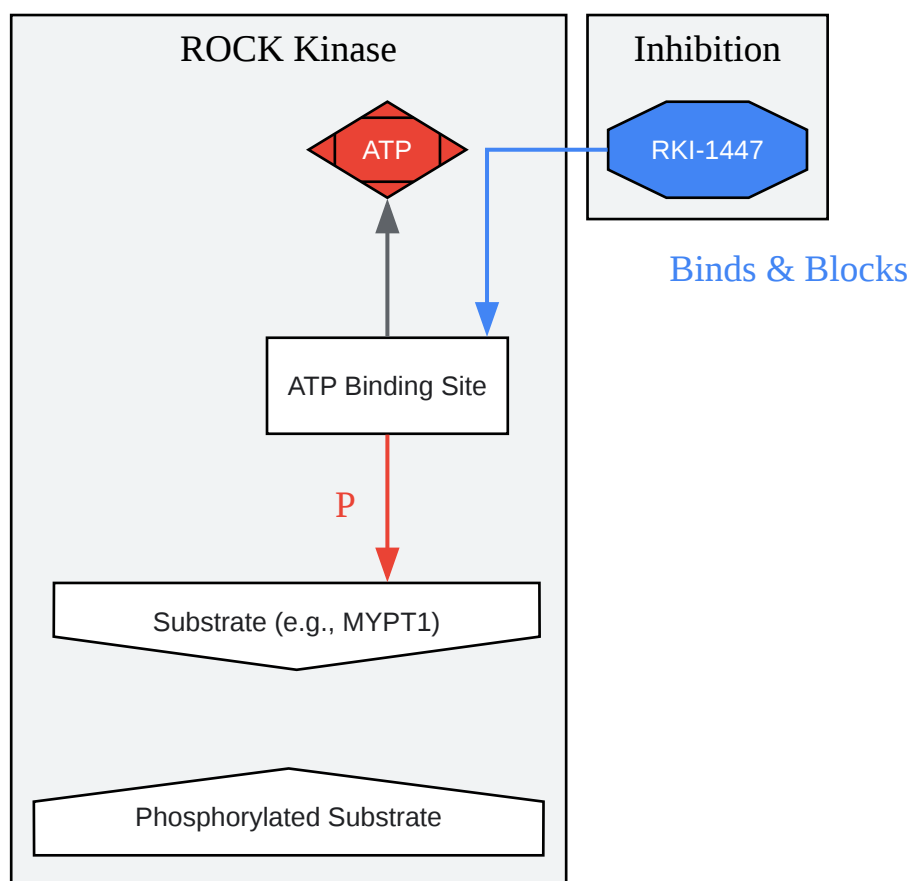 ROCK Kinase
Inhibition
ATP
RKI-1447
Binds & Blocks
ATP Binding Site
P
Substrate (e.g., MYPT1)
Phosphorylated Substrate